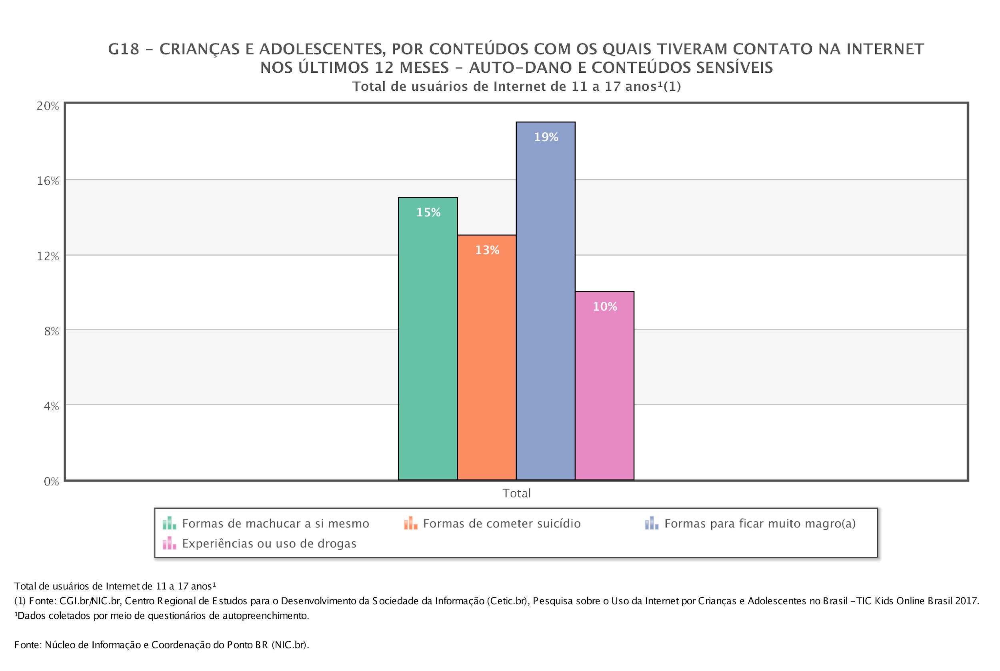 G18 - CRIANÇAS E ADOLESCENTES, POR CONTEÚDOS COM OS QUAIS TIVERAM CONTATO NA INTERNET
NOS ÚLTIMOS 12 MESES - AUTO-DANO E CONTEÚDOS SENSÍVEIS
Total de usuários de Internet de 11 a 17 anos¹(1)
20%
16%
12%
8%
4%
0%
15%
13%
19%
10%
Total
Formas de machucar a si mesmo
Formas de cometer suicídio
Formas para ficar muito magro(a)
Experiências ou uso de drogas
Total de usuários de Internet de 11 a 17 anos¹
(1) Fonte: CGI.br/NIC.br, Centro Regional de Estudos para o Desenvolvimento da Sociedade da Informação (Cetic.br), Pesquisa sobre o Uso da Internet por Crianças e Adolescentes no Brasil - TIC Kids Online Brasil 2017.
¹Dados coletados por meio de questionários de autopreenchimento.
Fonte: Núcleo de Informação e Coordenação do Ponto BR (NIC.br).